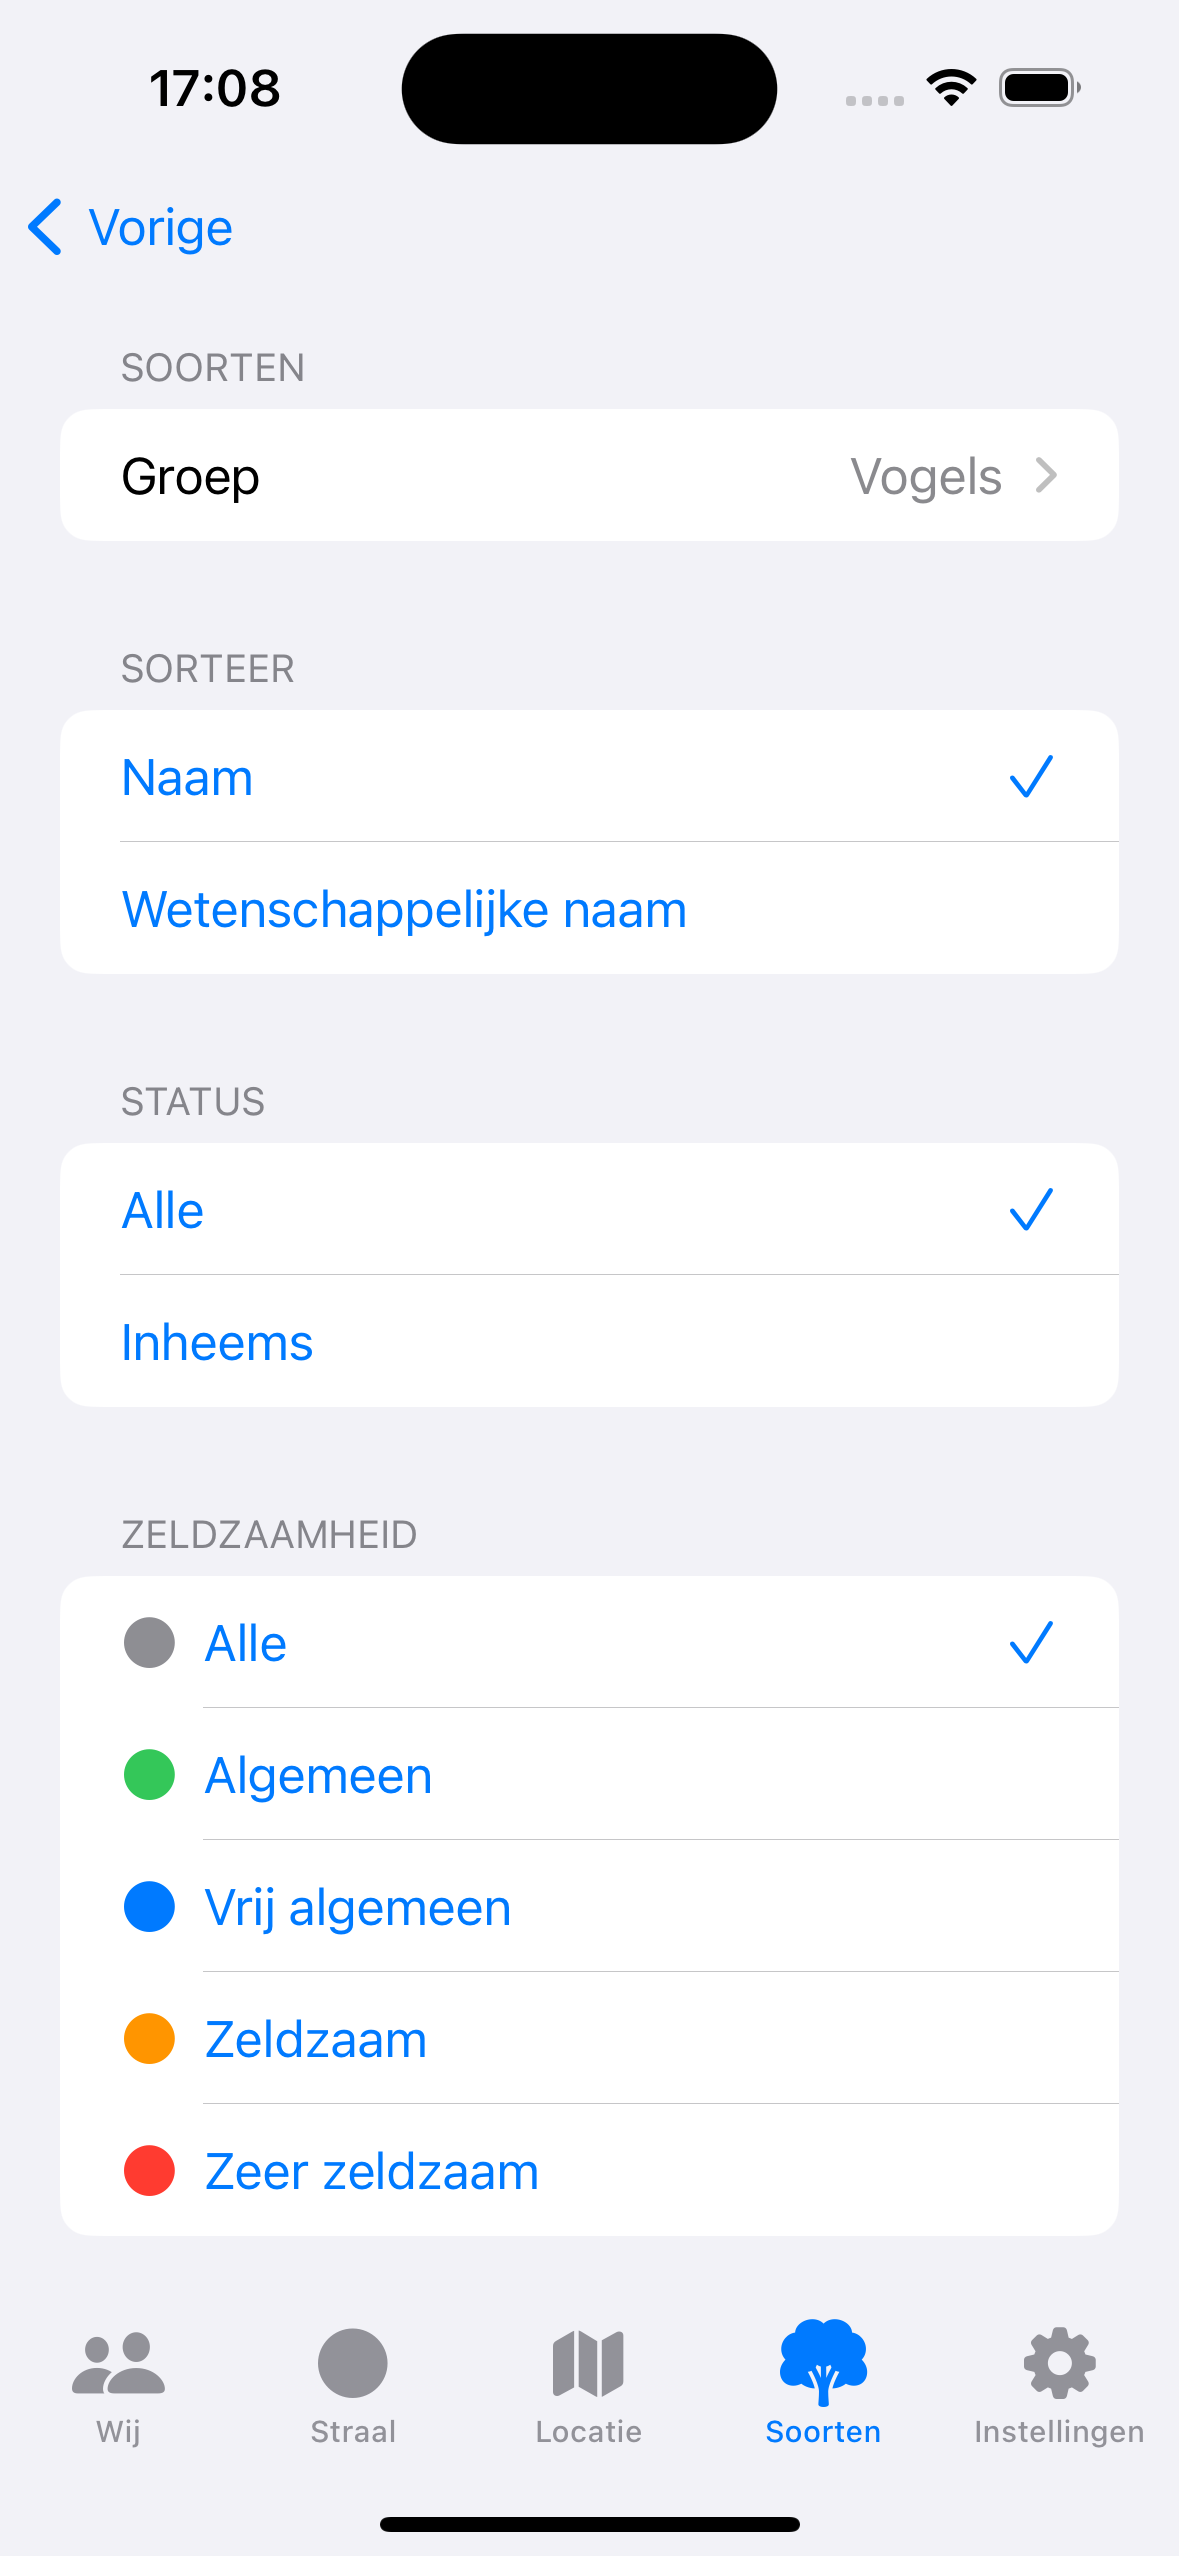 17:08
Vorige
SOORTEN
Groep Vogels
SORTEER
Naam
Wetenschappelijke naam
STATUS
Alle
Inheems
ZELDZAAMHEID
Alle
Algemeen
Vrij algemeen
Zeldzaam
Zeer zeldzaam
Wij Straal Locatie Soorten Instellingen